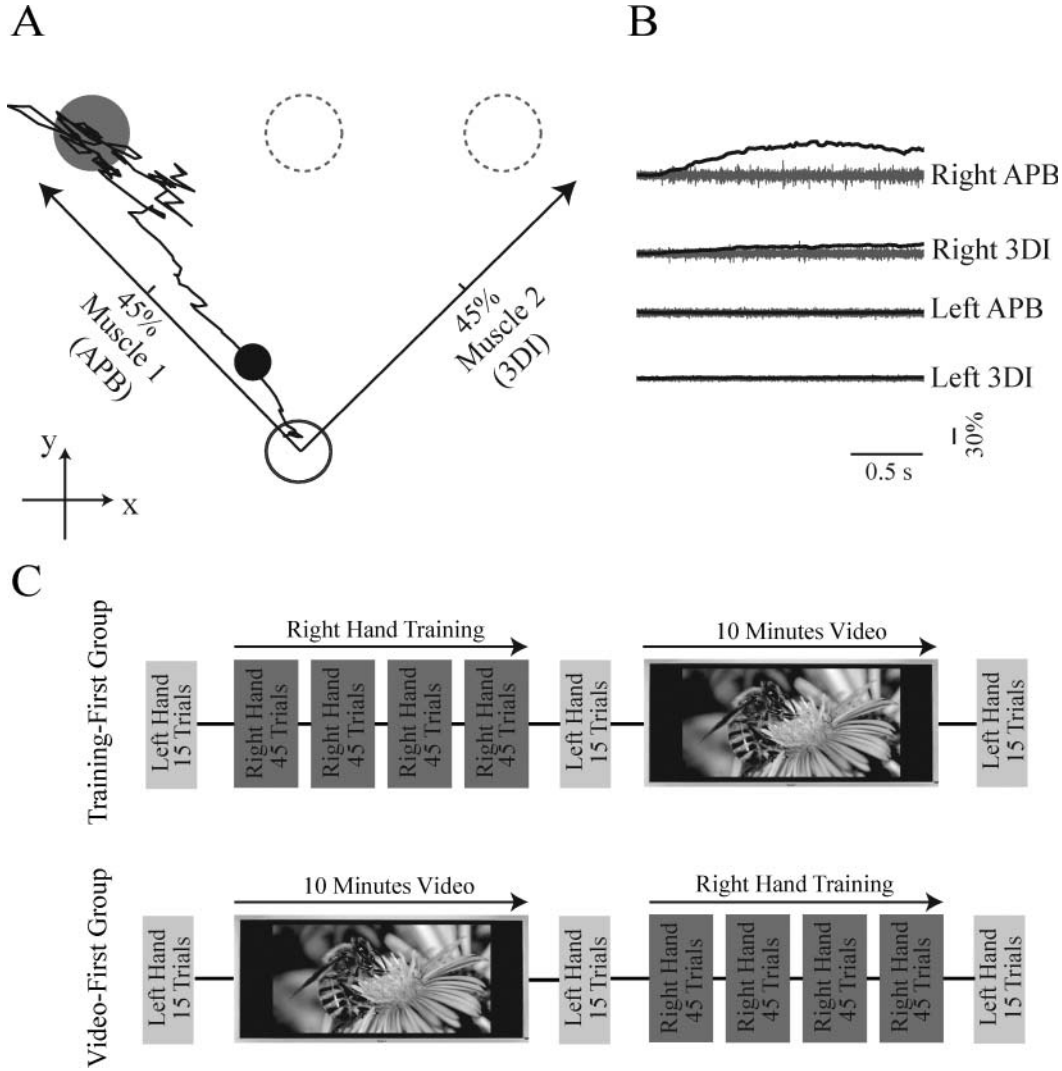 A
B
45%
Muscle 1
(APB)
45%
Muscle 2
(3DI)
y
x
Right APB
Right 3DI
Left APB
Left 3DI
30%
0.5 s
C
Training-First Group
Right Hand Training
10 Minutes Video
Left Hand
15 Trials
Right Hand
45 Trials
Right Hand
45 Trials
Right Hand
45 Trials
Right Hand
45 Trials
Left Hand
15 Trials
Left Hand
15 Trials
Video-First Group
10 Minutes Video
Right Hand Training
Left Hand
15 Trials
Left Hand
15 Trials
Right Hand
45 Trials
Right Hand
45 Trials
Right Hand
45 Trials
Right Hand
45 Trials
Left Hand
15 Trials